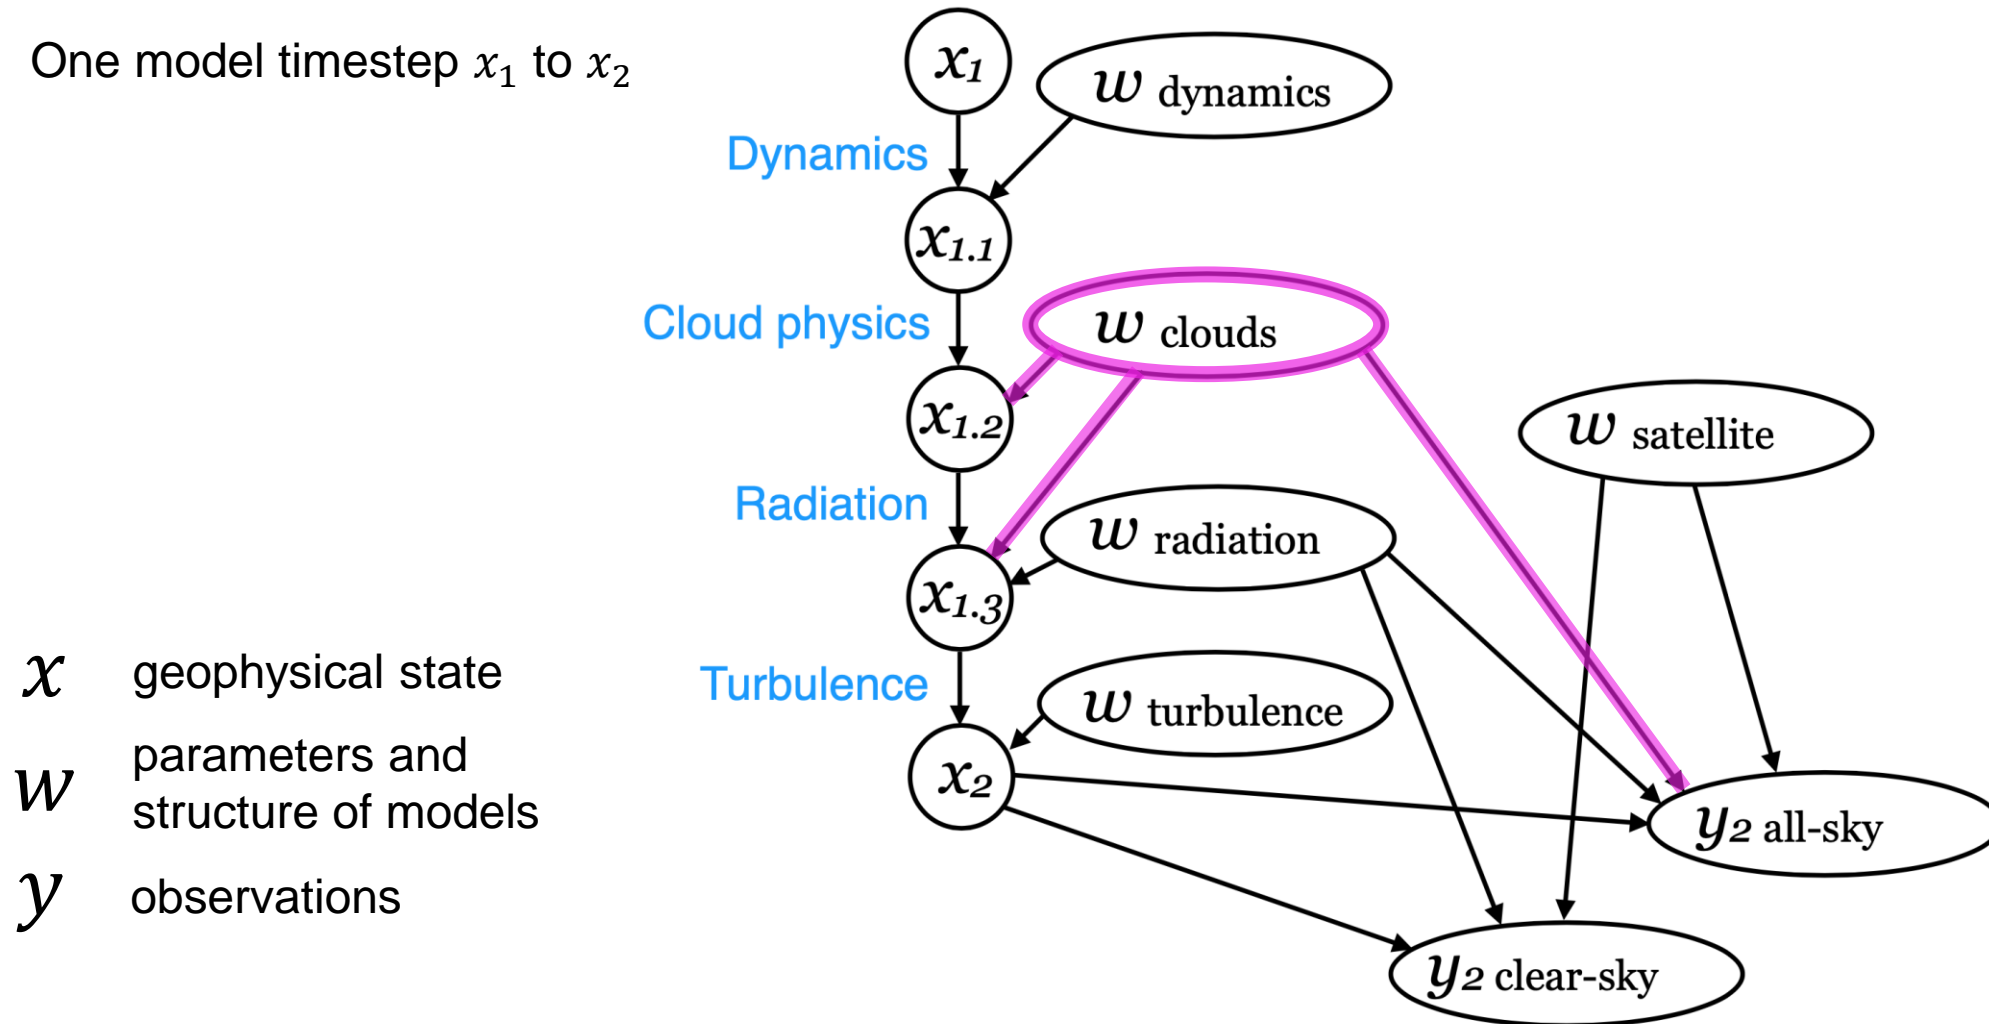 One model timestep x₁ to x₂
x₁
w dynamics
Dynamics
x₁.₁
Cloud physics
w clouds
x₁.₂
w satellite
Radiation
w radiation
x₁.₃
x geophysical state
Turbulence
w turbulence
w parameters and
structure of models
x₂
y₂ all-sky
y observations
y₂ clear-sky